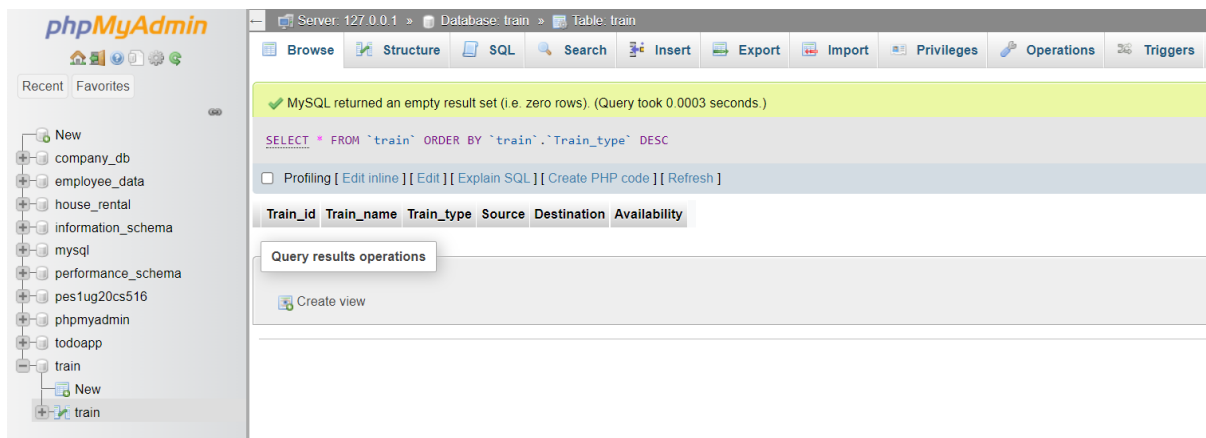 phpMyAdmin
Recent Favorites
New
company_db
employee_data
house_rental
information_schema
mysql
performance_schema
pes1ug20cs516
phpmyadmin
todoapp
train
New
train
Server: 127.0.0.1 » Database: train » Table: train
Browse Structure SQL Search Insert Export Import Privileges Operations Triggers
MySQL returned an empty result set (i.e. zero rows). (Query took 0.0003 seconds.)
SELECT * FROM `train` ORDER BY `train`.`Train_type` DESC
Profiling [ Edit inline ] [ Edit ] [ Explain SQL ] [ Create PHP code ] [ Refresh ]
Train_id Train_name Train_type Source Destination Availability
Query results operations
Create view